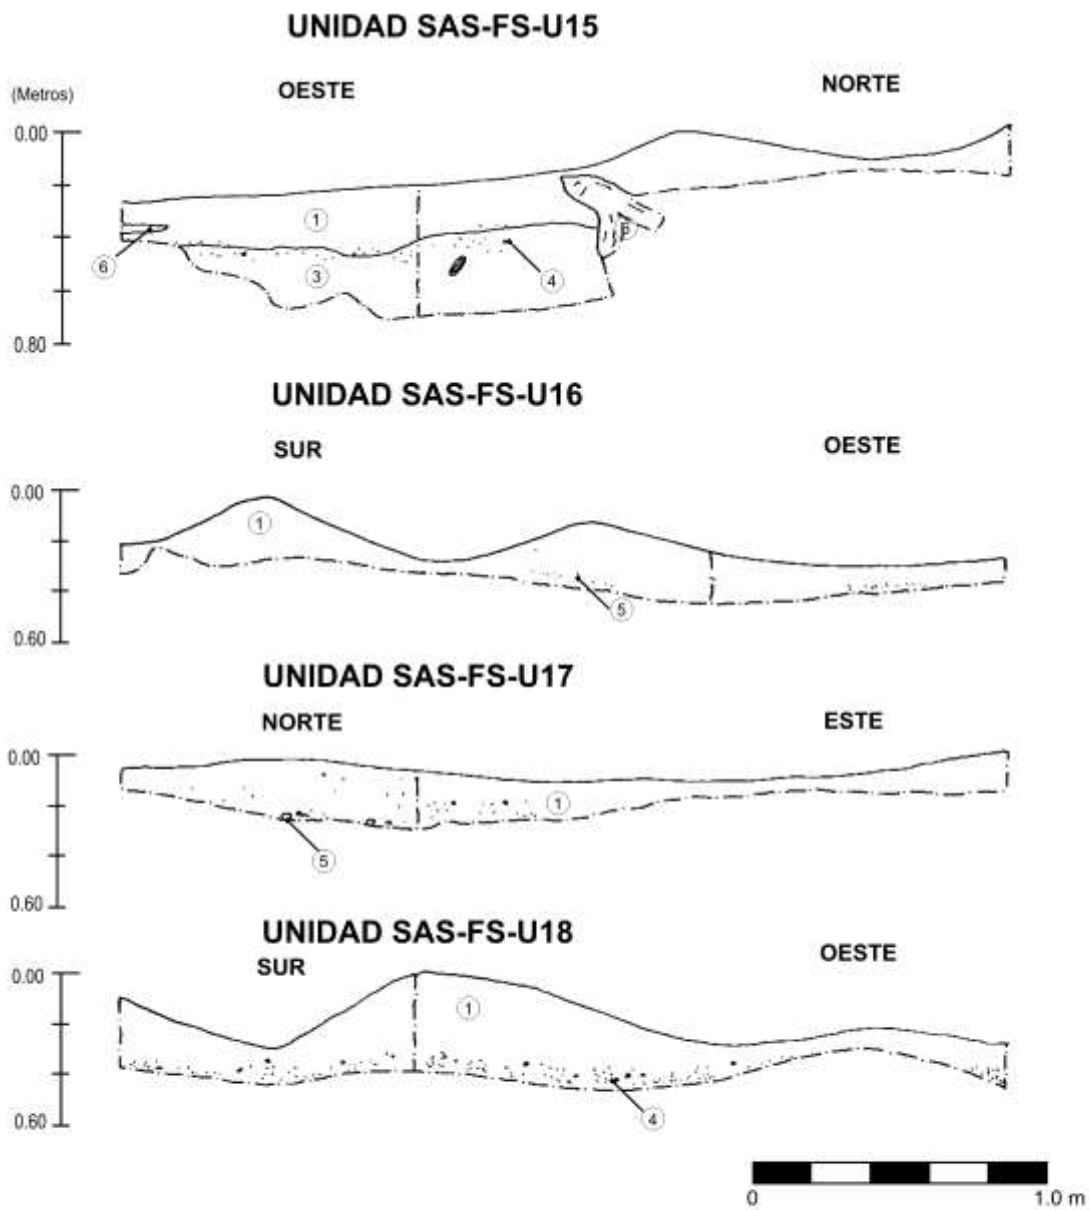 UNIDAD SAS-FS-U15
(Metros) OESTE NORTE
0.00
1
6 3 4
0.80
UNIDAD SAS-FS-U16
SUR OESTE
0.00
1
5
0.60
UNIDAD SAS-FS-U17
NORTE ESTE
0.00
1
5
0.60
UNIDAD SAS-FS-U18
SUR OESTE
0.00
1
4
0.60
0 1.0 m